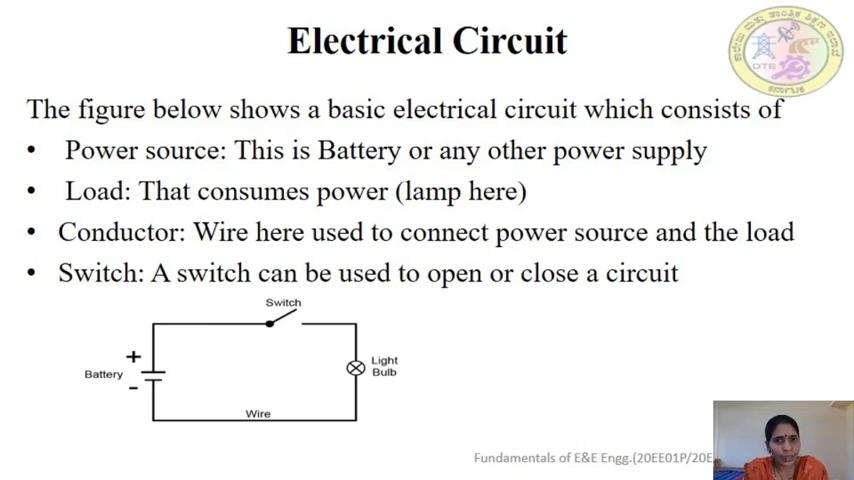 Electrical Circuit
DTE
The figure below shows a basic electrical circuit which consists of
• Power source: This is Battery or any other power supply
• Load: That consumes power (lamp here)
• Conductor: Wire here used to connect power source and the load
• Switch: A switch can be used to open or close a circuit
Switch
+
Battery
-
Light
Bulb
Wire
Fundamentals of E&E Engg.(20EE01P/20E